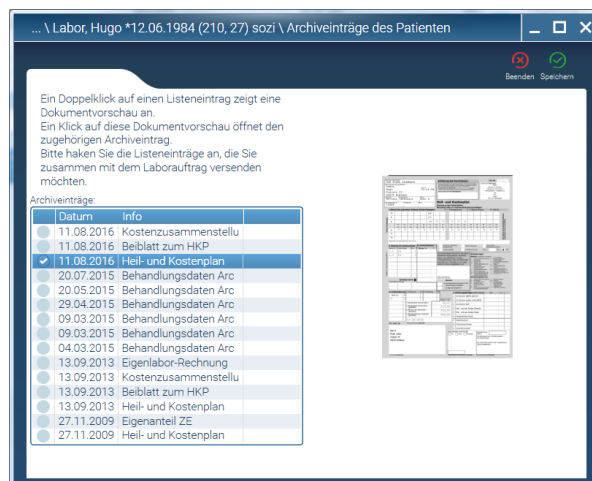 ... \ Labor, Hugo *12.06.1984 (210, 27) sozi \ Archiveinträge des Patienten
Beenden Speichern
Ein Doppelklick auf einen Listeneintrag zeigt eine
Dokumentvorschau an.
Ein Klick auf diese Dokumentvorschau öffnet den
zugehörigen Archiveintrag.
Bitte haken Sie die Listeneinträge an, die Sie
zusammen mit dem Laborauftrag versenden
möchten.
Archiveinträge:
Datum Info
11.08.2016 Kostenzusammenstellu
11.08.2016 Beiblatt zum HKP
11.08.2016 Heil- und Kostenplan
20.07.2015 Behandlungsdaten Arc
20.05.2015 Behandlungsdaten Arc
29.04.2015 Behandlungsdaten Arc
09.03.2015 Behandlungsdaten Arc
09.03.2015 Behandlungsdaten Arc
04.03.2015 Behandlungsdaten Arc
13.09.2013 Eigenlabor-Rechnung
13.09.2013 Kostenzusammenstellu
13.09.2013 Beiblatt zum HKP
13.09.2013 Heil- und Kostenplan
27.11.2009 Eigenanteil ZE
27.11.2009 Heil- und Kostenplan
Heil- und Kostenplan